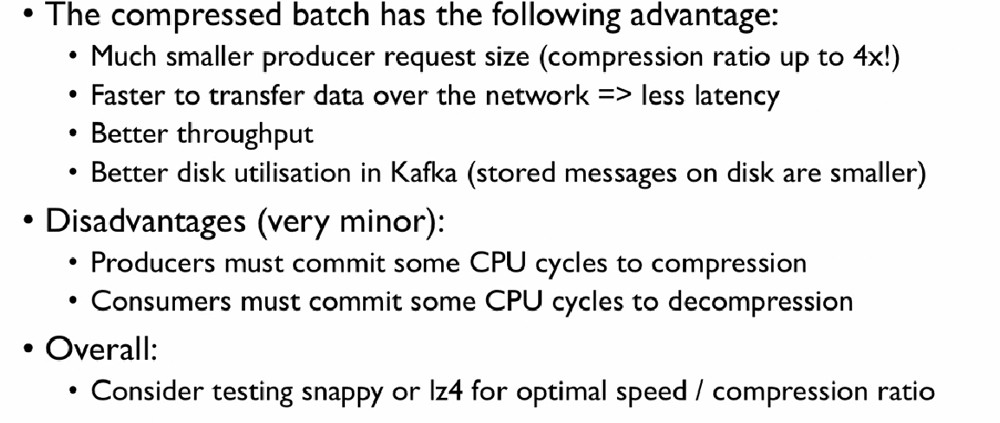 • The compressed batch has the following advantage:
• Much smaller producer request size (compression ratio up to 4x!)
• Faster to transfer data over the network => less latency
• Better throughput
• Better disk utilisation in Kafka (stored messages on disk are smaller)
• Disadvantages (very minor):
• Producers must commit some CPU cycles to compression
• Consumers must commit some CPU cycles to decompression
• Overall:
• Consider testing snappy or lz4 for optimal speed / compression ratio